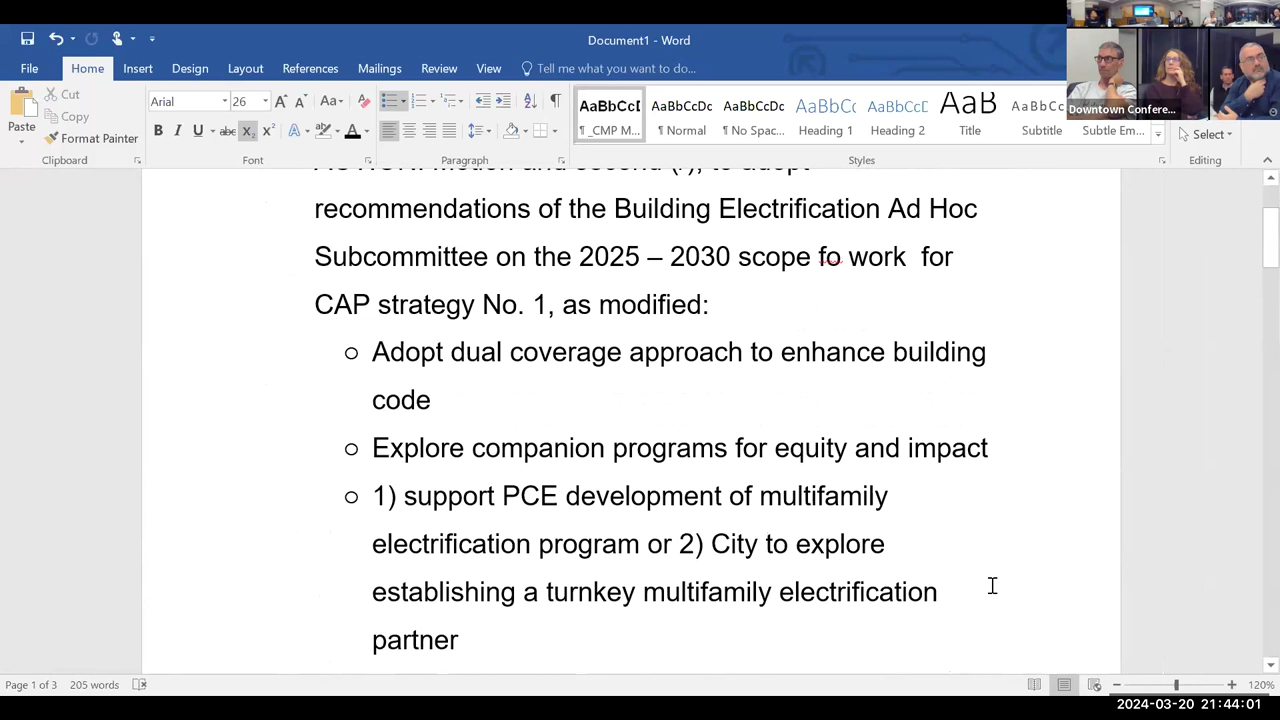 Document1 - Word
File Home Insert Design Layout References Mailings Review View Tell me what you want to do...
Cut
Copy
Format Painter
Paste
Arial 26
AaBbCcI AaBbCcDc AaBbCcDc AaBbCc AaBbCcDc AaB AaBbCc
¶ _CMP M... ¶ Normal ¶ No Spac... Heading 1 Heading 2 Title Subtitle Subtle Em...
Select
Clipboard Font Paragraph Styles Editing
Downtown Confere...
recommendations of the Building Electrification Ad Hoc
Subcommittee on the 2025 – 2030 scope fo work for
CAP strategy No. 1, as modified:
○ Adopt dual coverage approach to enhance building
code
○ Explore companion programs for equity and impact
○ 1) support PCE development of multifamily
electrification program or 2) City to explore
establishing a turnkey multifamily electrification
partner
Page 1 of 3 205 words 120%
2024-03-20 21:44:01